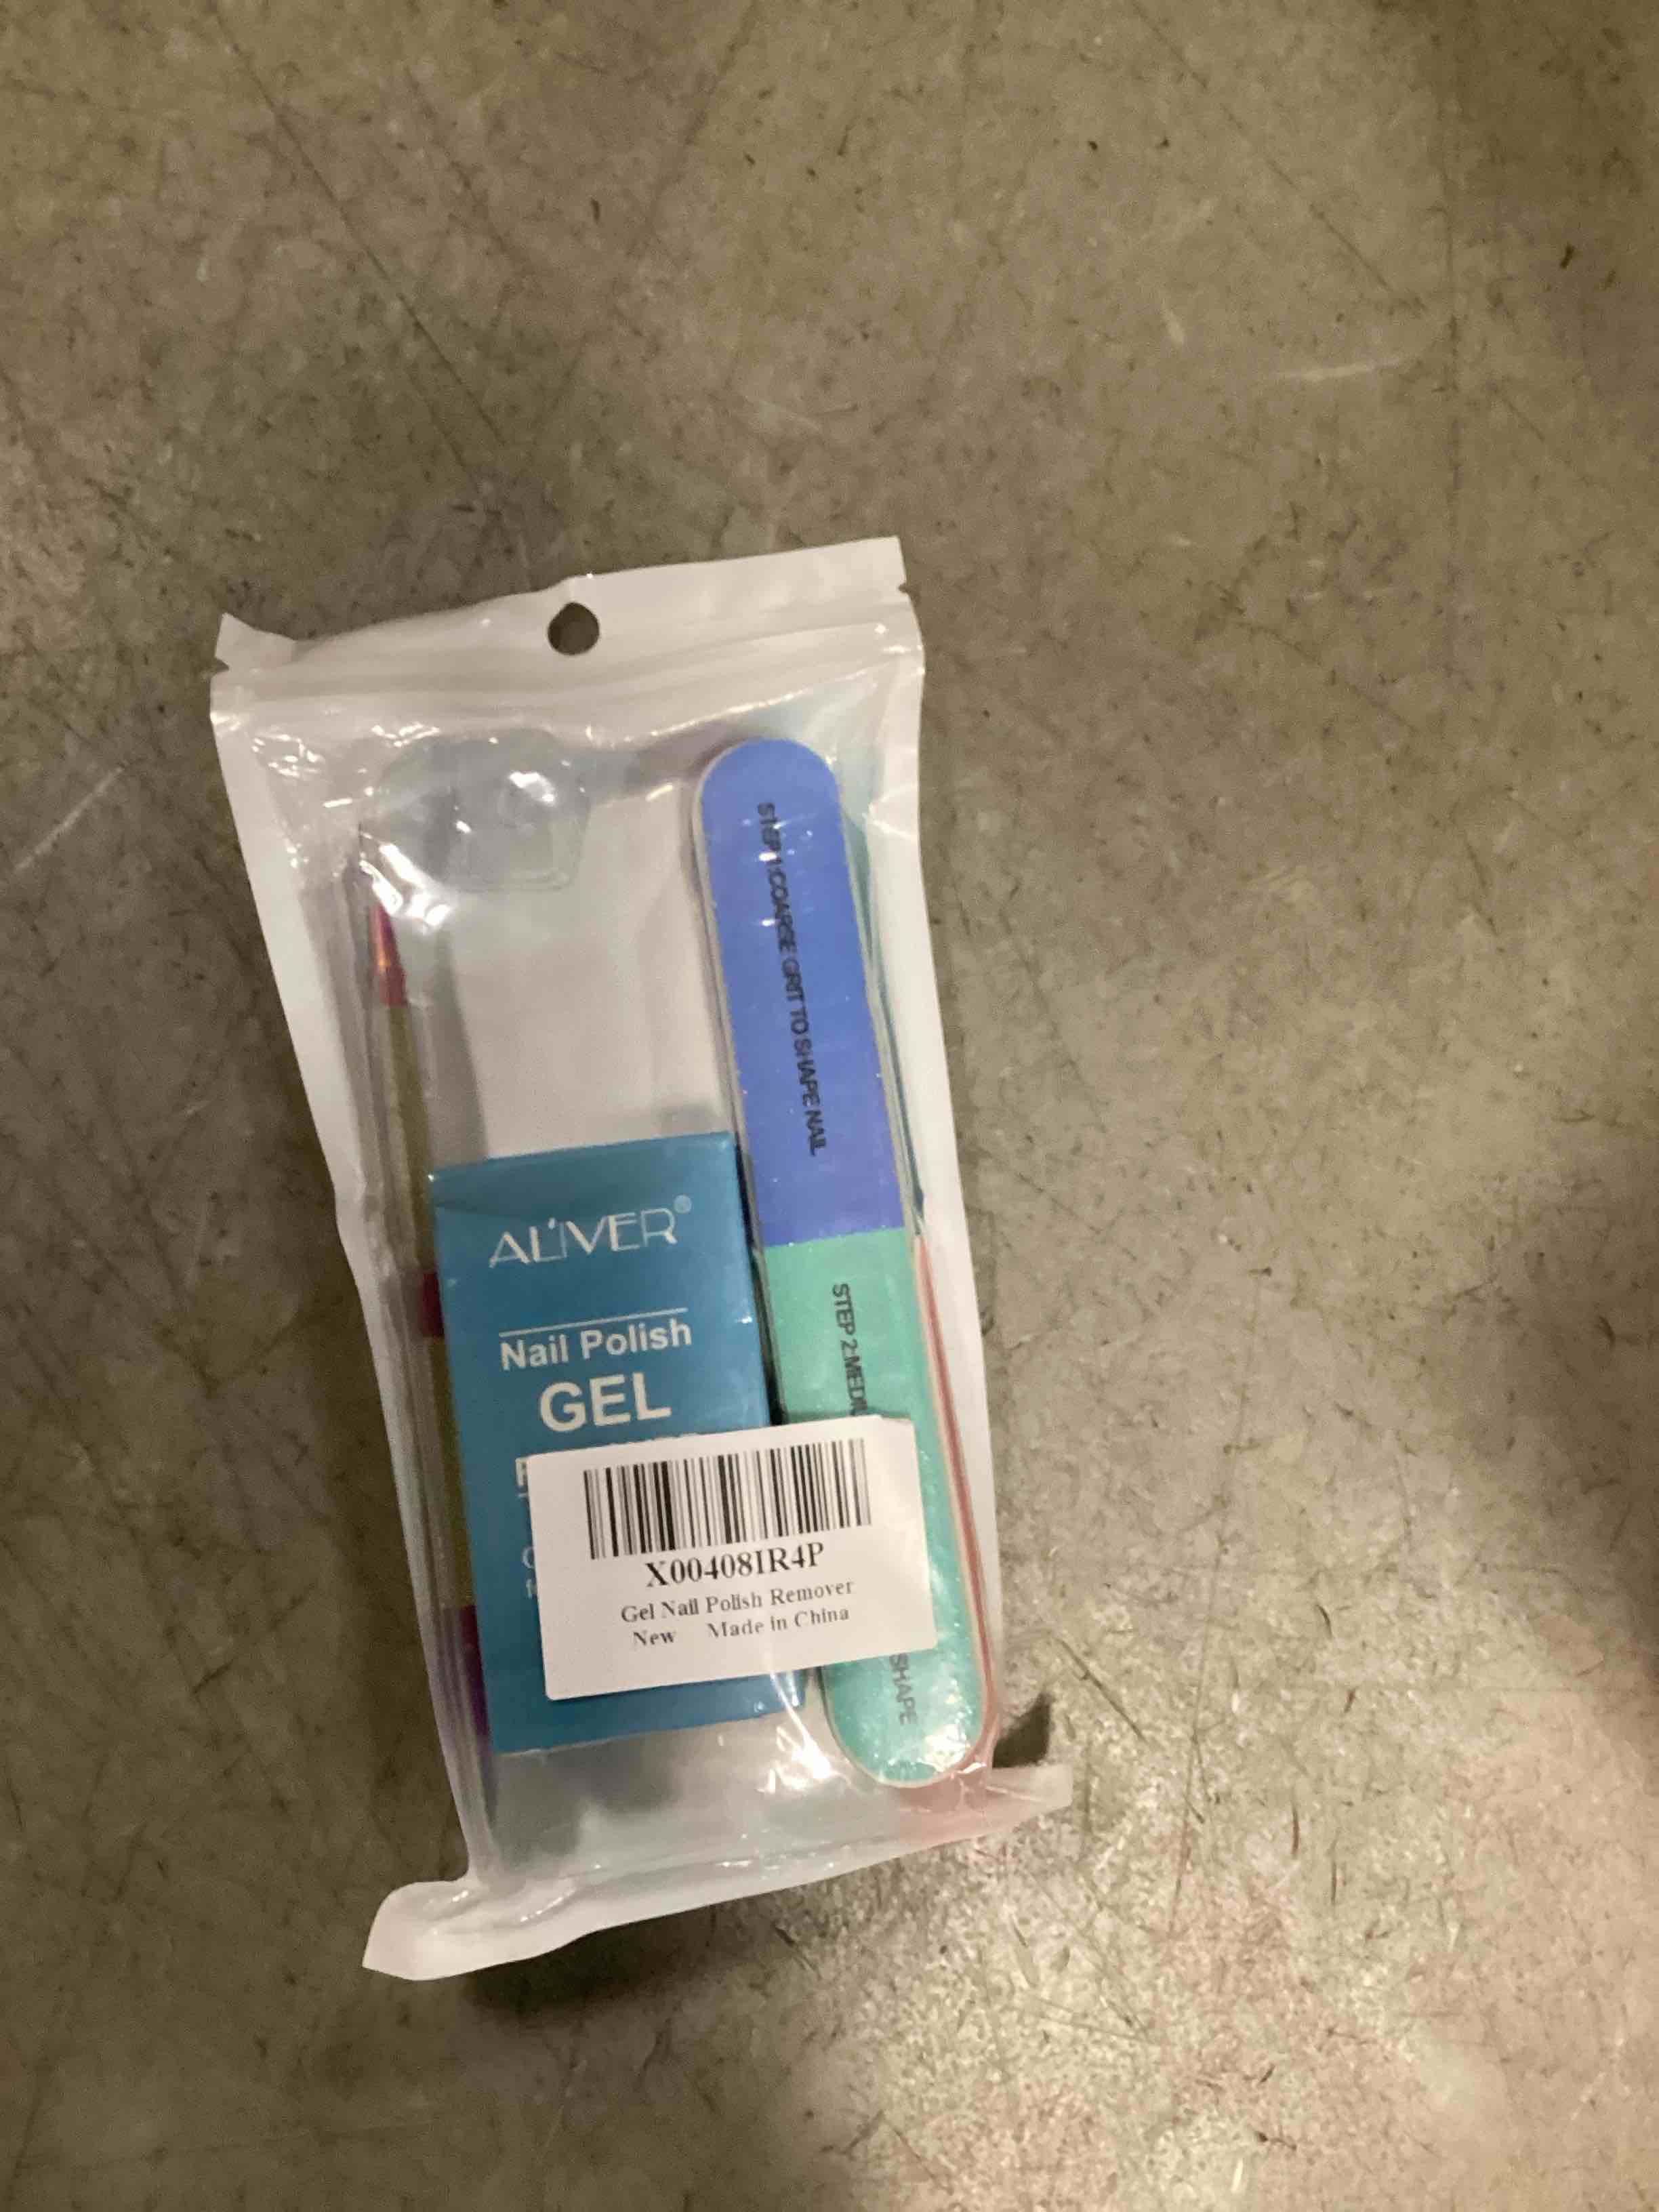 STEP 1:COARSE GRIT TO SHAPE NAIL
ALIVER®
Nail Polish
GEL
STEP 2:
SHAPE
X00408IR4P
Gel Nail Polish Remover
New Made in China